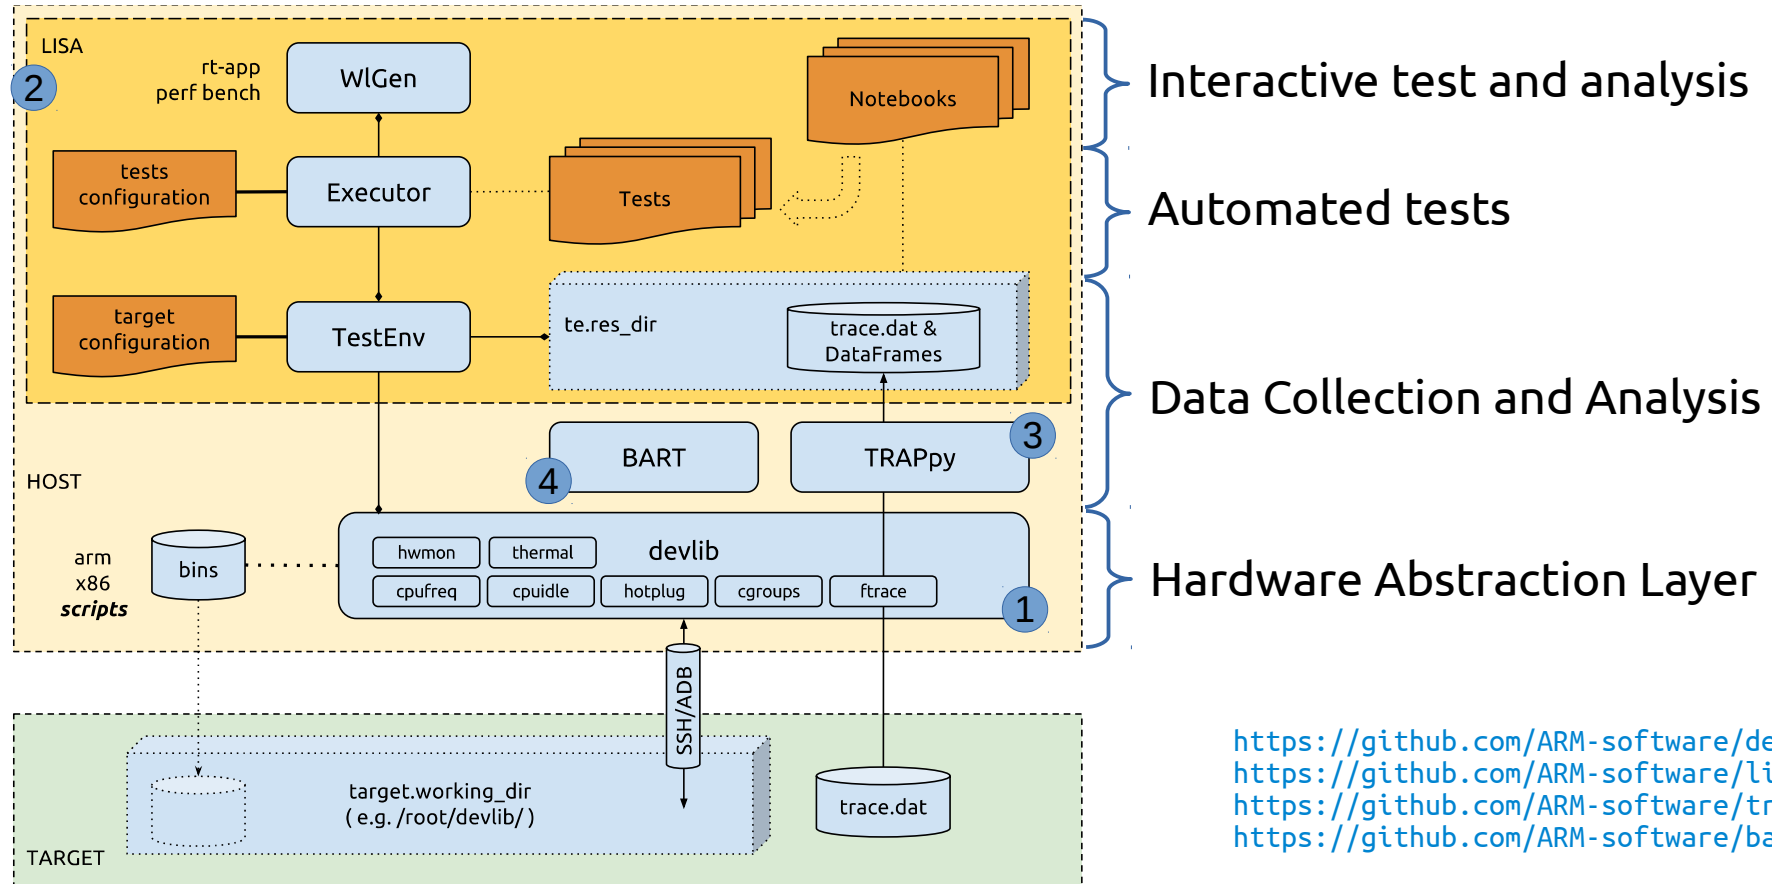 LISA
2
rt-app
perf bench
WlGen
Notebooks
Interactive test and analysis
tests
configuration
Executor
Tests
Automated tests
target
configuration
TestEnv
te.res_dir
trace.dat &
DataFrames
Data Collection and Analysis
HOST
4
BART
TRAPpy
3
arm
x86
scripts
bins
hwmon
thermal
devlib
cpufreq
cpuidle
hotplug
cgroups
ftrace
1
Hardware Abstraction Layer
SSH/ADB
TARGET
target.working_dir
( e.g. /root/devlib/ )
trace.dat
https://github.com/ARM-software/de
https://github.com/ARM-software/li
https://github.com/ARM-software/tr
https://github.com/ARM-software/ba